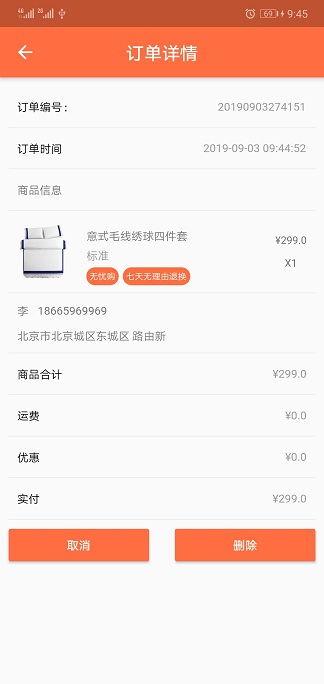 4G 2G 69 9:45
订单详情
订单编号: 20190903274151
订单时间 2019-09-03 09:44:52
商品信息
意式毛线绣球四件套 ¥299.0
标准 X1
无忧购 七天无理由退换
李 18665969969
北京市北京城区东城区 路由新
商品合计 ¥299.0
运费 ¥0.0
优惠 ¥0.0
实付 ¥299.0
取消 删除